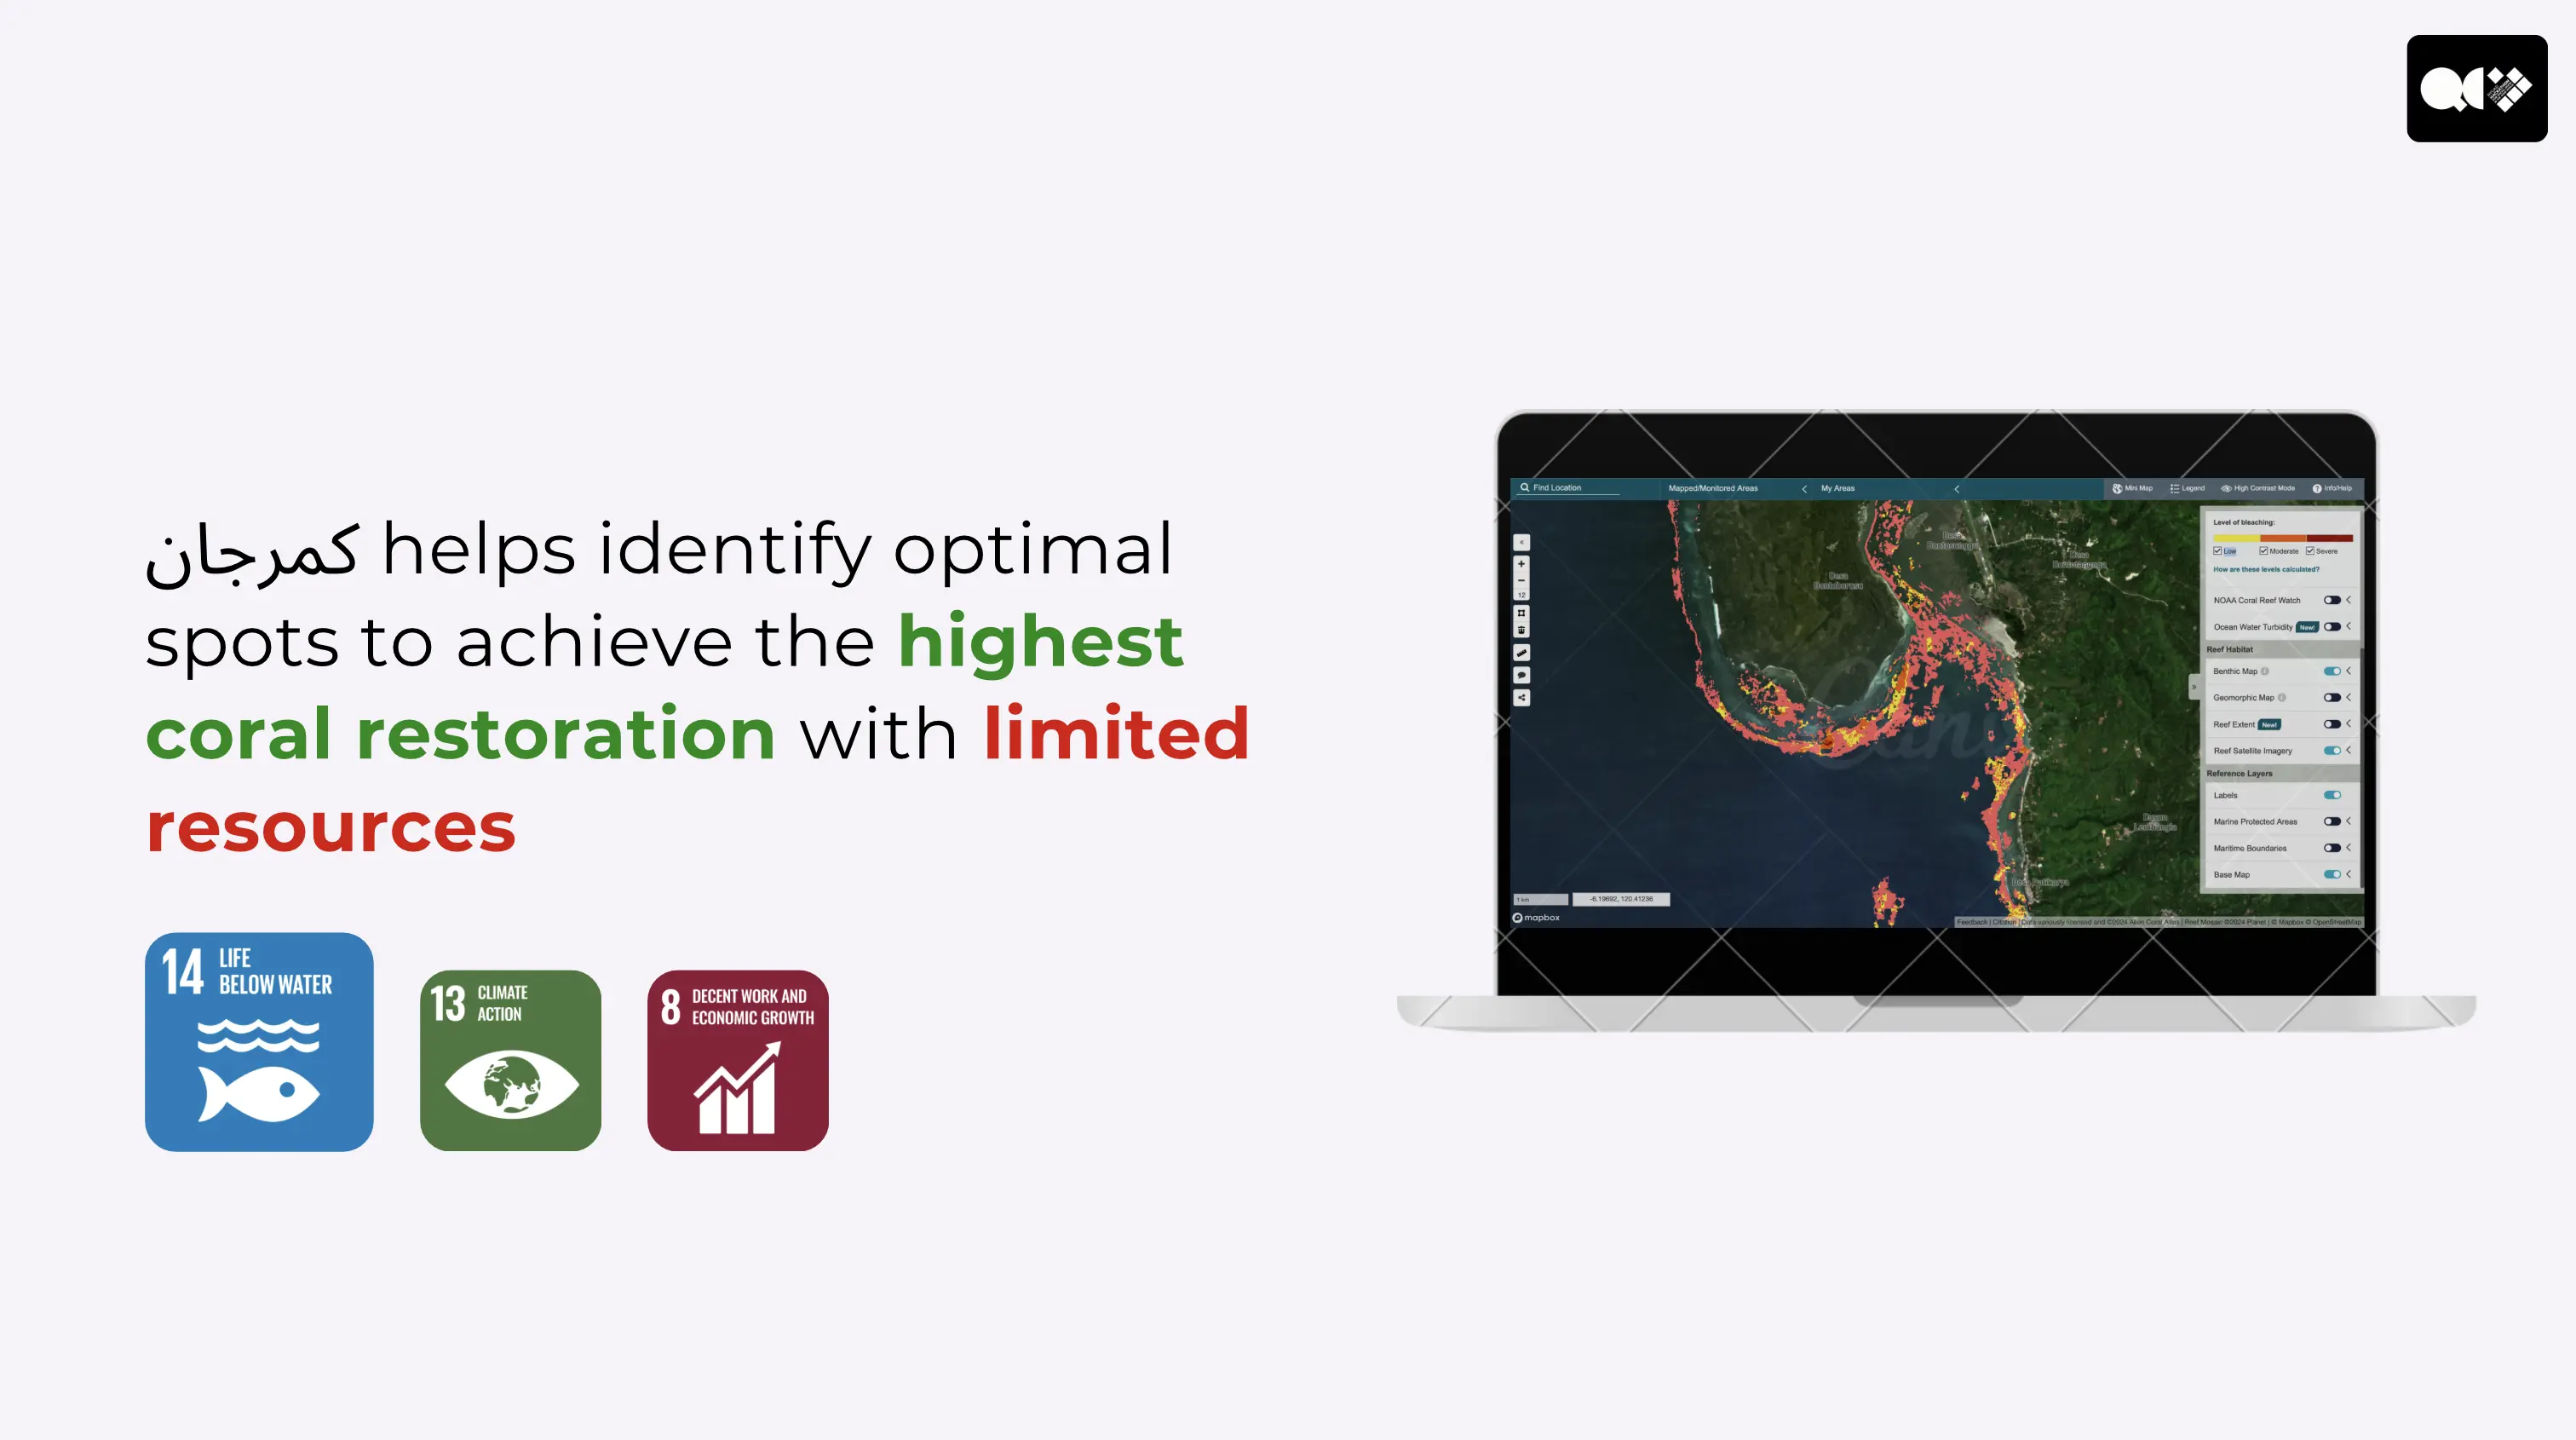 كمرجان helps identify optimal
spots to achieve the highest
coral restoration with limited
resources
14 LIFE
BELOW WATER
13 CLIMATE
ACTION
8 DECENT WORK AND
ECONOMIC GROWTH
Find Location
Mapped/Monitored Areas
My Areas
Mini Map
Legend
High Contrast Mode
Info/Help
Level of bleaching:
Low Moderate Severe
How are these levels calculated?
NOAA Coral Reef Watch
Ocean Water Turbidity New!
Reef Habitat
Benthic Map
Geomorphic Map
Reef Extent New!
Reef Satellite Imagery
Reference Layers
Labels
Marine Protected Areas
Maritime Boundaries
Base Map
12
Desa
Desa
Desa
1 km
-6.19692, 120.41236
mapbox
Feedback | Citation | Data variously licensed and ©2024 Allen Coral Atlas | Reef Mosaic ©2024 Planet | © Mapbox © OpenStreetMap